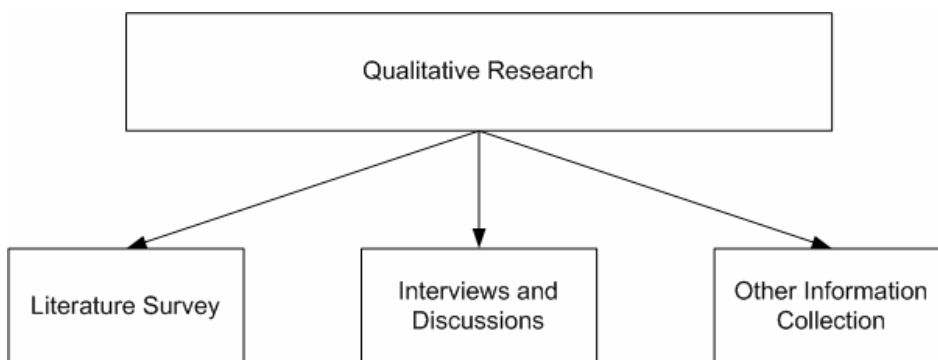 Qualitative Research
Literature Survey
Interviews and
Discussions
Other Information
Collection